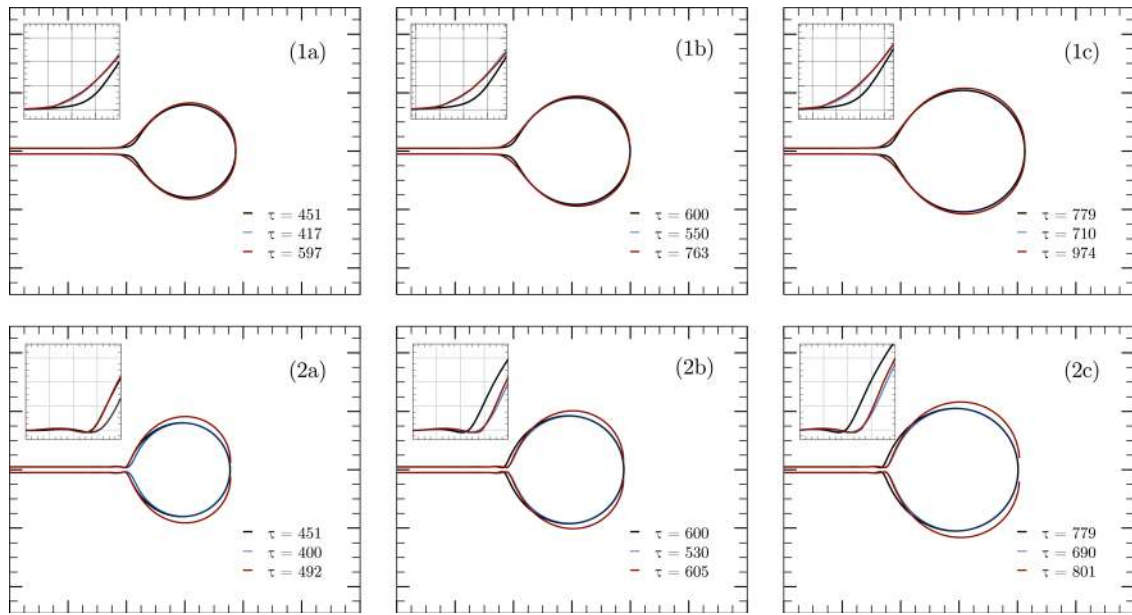 (1a)
τ = 451
τ = 417
τ = 597
(1b)
τ = 600
τ = 550
τ = 763
(1c)
τ = 779
τ = 710
τ = 974
(2a)
τ = 451
τ = 400
τ = 492
(2b)
τ = 600
τ = 530
τ = 605
(2c)
τ = 779
τ = 690
τ = 801